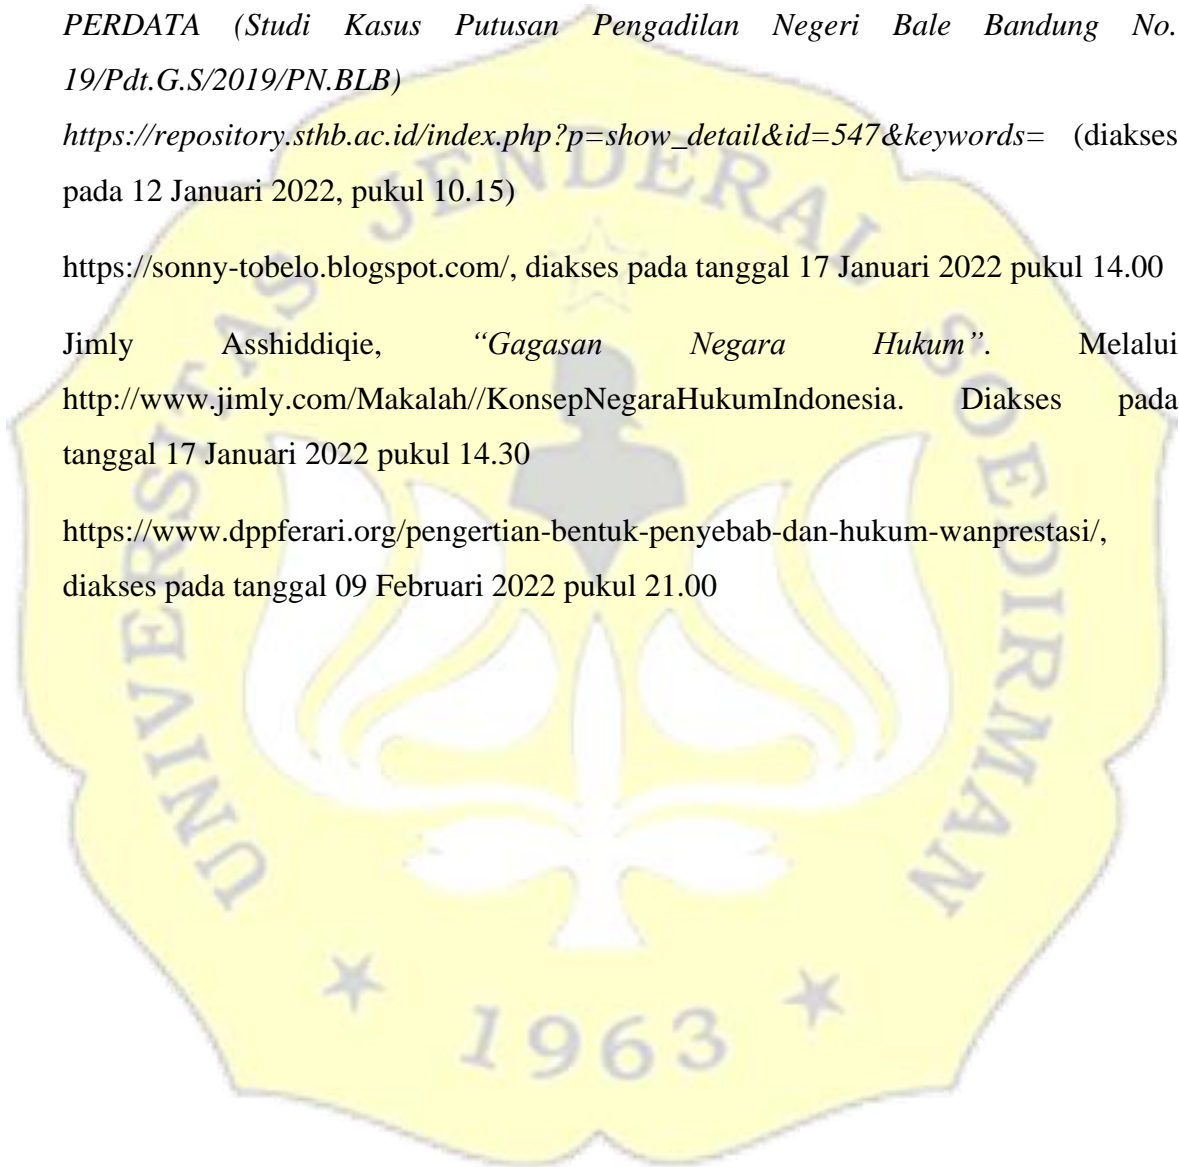 PERDATA (Studi Kasus Putusan Pengadilan Negeri Bale Bandung No.
19/Pdt.G.S/2019/PN.BLB)
https://repository.sthb.ac.id/index.php?p=show_detail&id=547&keywords= (diakses
pada 12 Januari 2022, pukul 10.15)
https://sonny-tobelo.blogspot.com/, diakses pada tanggal 17 Januari 2022 pukul 14.00
Jimly Asshiddiqie, “Gagasan Negara Hukum”. Melalui
http://www.jimly.com/Makalah//KonsepNegaraHukumIndonesia. Diakses pada
tanggal 17 Januari 2022 pukul 14.30
https://www.dppferari.org/pengertian-bentuk-penyebab-dan-hukum-wanprestasi/,
diakses pada tanggal 09 Februari 2022 pukul 21.00
UNIVERSITAS JENDERAL SOEDIRMAN
1963